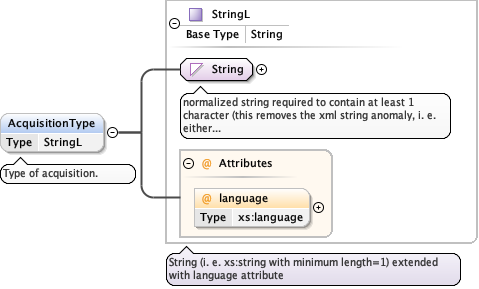 StringL
Base Type String
String
normalized string required to contain at least 1
character (this removes the xml string anomaly, i. e.
either...
AcquisitionType
Type StringL
Type of acquisition.
@ Attributes
@ language
Type xs:language
String (i. e. xs:string with minimum length=1) extended
with language attribute